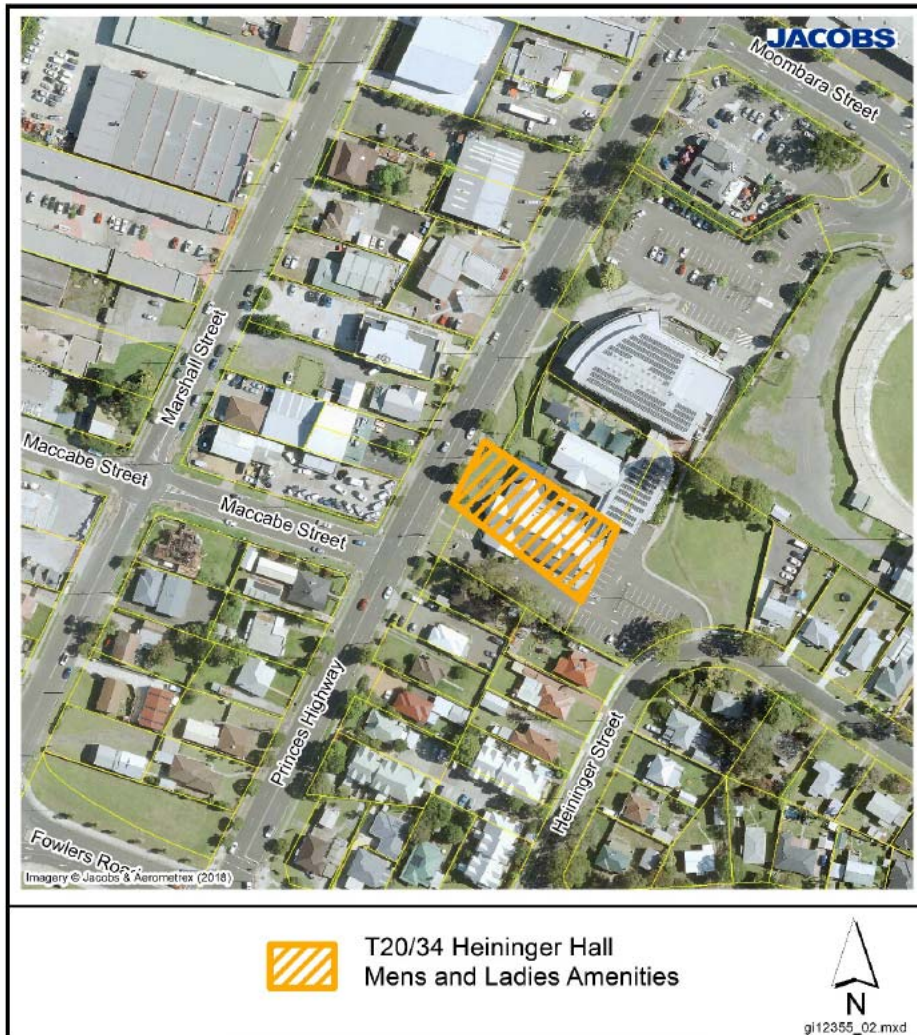 JACOBS
Moombara Street
Marshall Street
Maccabe Street
Maccabe Street
Princes Highway
Heininger Street
Fowlers Road
Imagery © Jacobs & Aerometrex (2018)
T20/34 Heininger Hall
Mens and Ladies Amenities
N
gi12355_02.mxd